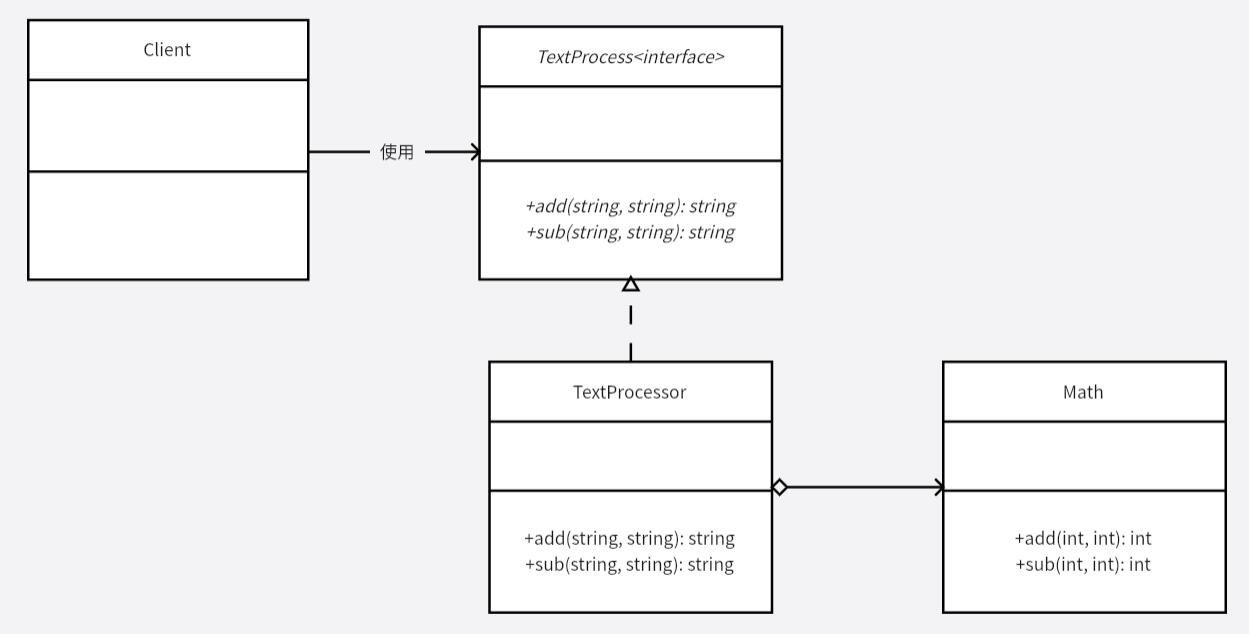 Client
TextProcess<interface>
使用
+add(string, string): string
+sub(string, string): string
TextProcessor
+add(string, string): string
+sub(string, string): string
Math
+add(int, int): int
+sub(int, int): int